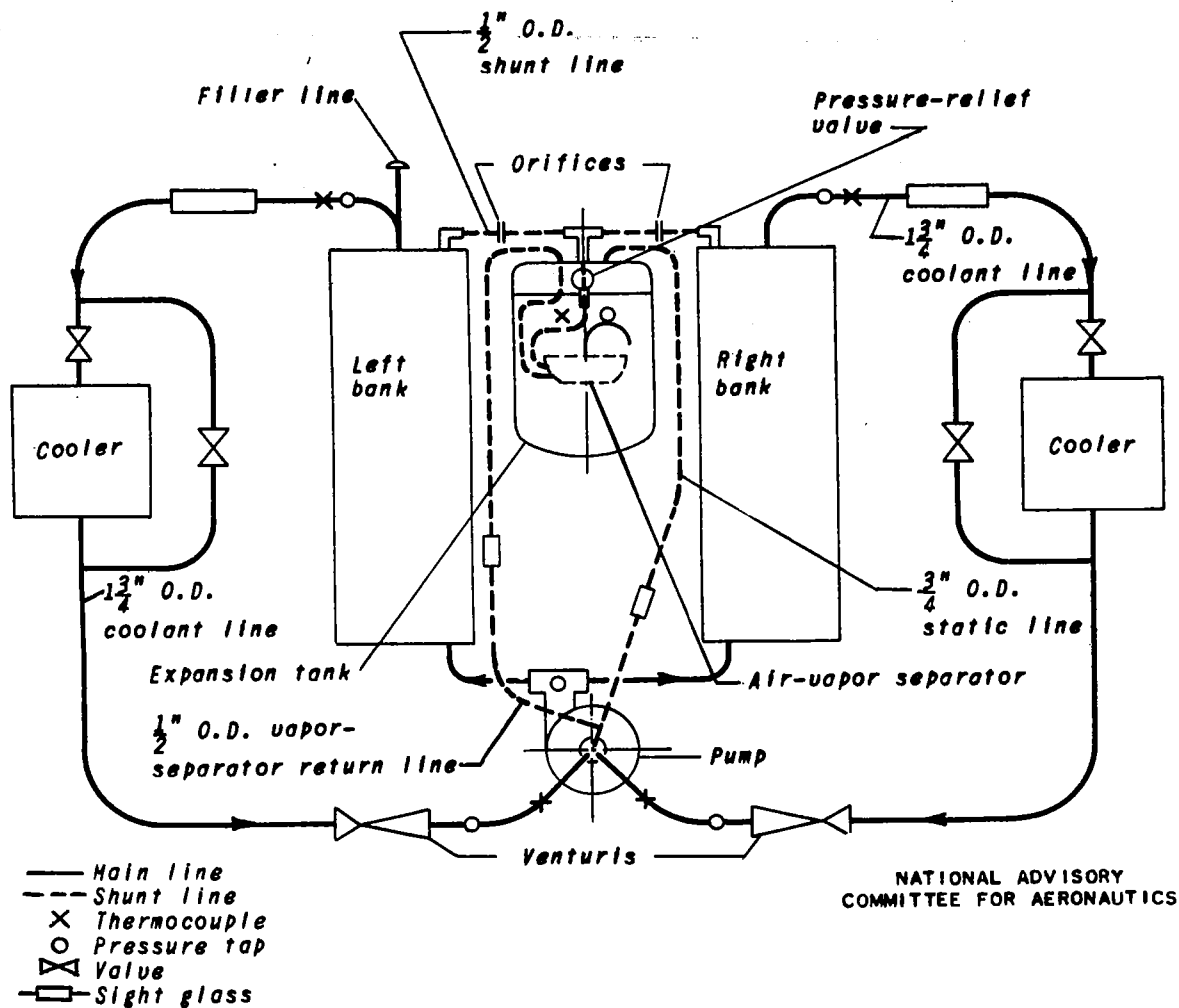 1/2" O.D.
shunt line
Filler line
Pressure-relief
value
Orifices
1 3/4" O.D.
coolant line
Left
bank
Right
bank
Cooler
Cooler
1 3/4" O.D.
coolant line
3/4" O.D.
static line
Expansion tank
Air-vapor separator
1/2" O.D. vapor-
separator return line
Pump
Venturis
Main line
Shunt line
Thermocouple
Pressure tap
Value
Sight glass
NATIONAL ADVISORY
COMMITTEE FOR AERONAUTICS